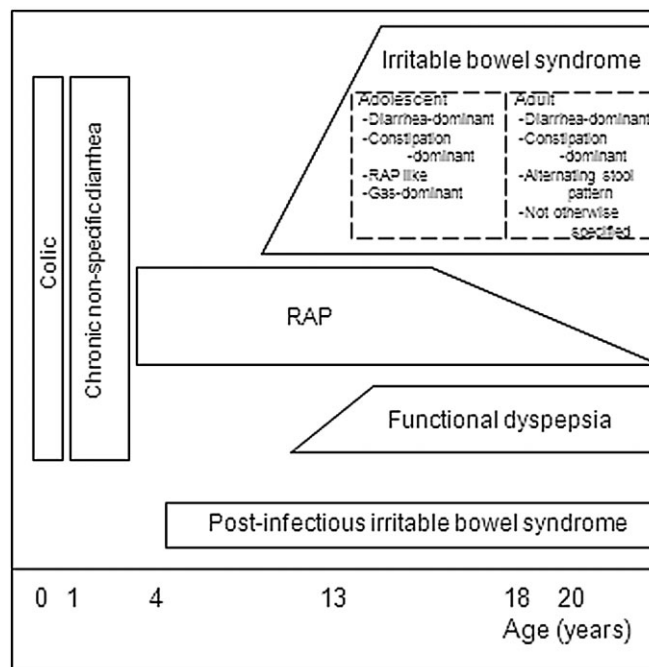 Irritable bowel syndrome
Adolescent
-Diarrhea-dominant
-Constipation
-dominant
-RAP like
-Gas-dominant
Adult
-Diarrhea-dominant
-Constipation
-dominant
-Alternating stool
pattern
-Not otherwise
specified
Colic
Chronic non-specific diarrhea
RAP
Functional dyspepsia
Post-infectious irritable bowel syndrome
0 1 4 13 18 20
Age (years)